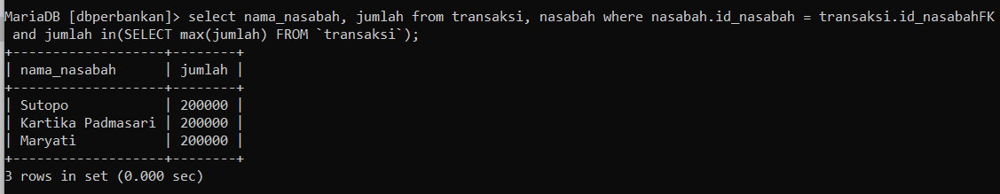 MariaDB [dbperbankan]> select nama_nasabah, jumlah from transaksi, nasabah where nasabah.id_nasabah = transaksi.id_nasabahFK
 and jumlah in(SELECT max(jumlah) FROM `transaksi`);
+-------------------+--------+
| nama_nasabah      | jumlah |
+-------------------+--------+
| Sutopo            | 200000 |
| Kartika Padmasari | 200000 |
| Maryati           | 200000 |
+-------------------+--------+
3 rows in set (0.000 sec)